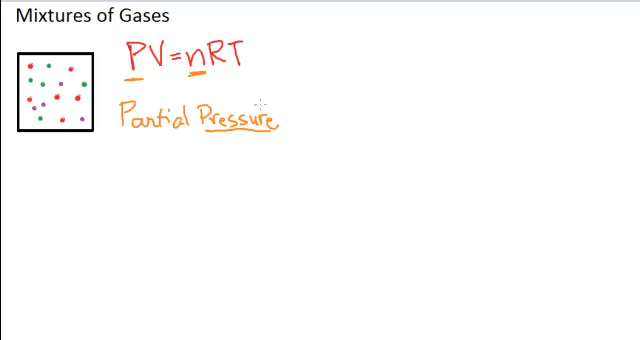 Mixtures of Gases
PV=nRT
Partial Pressure